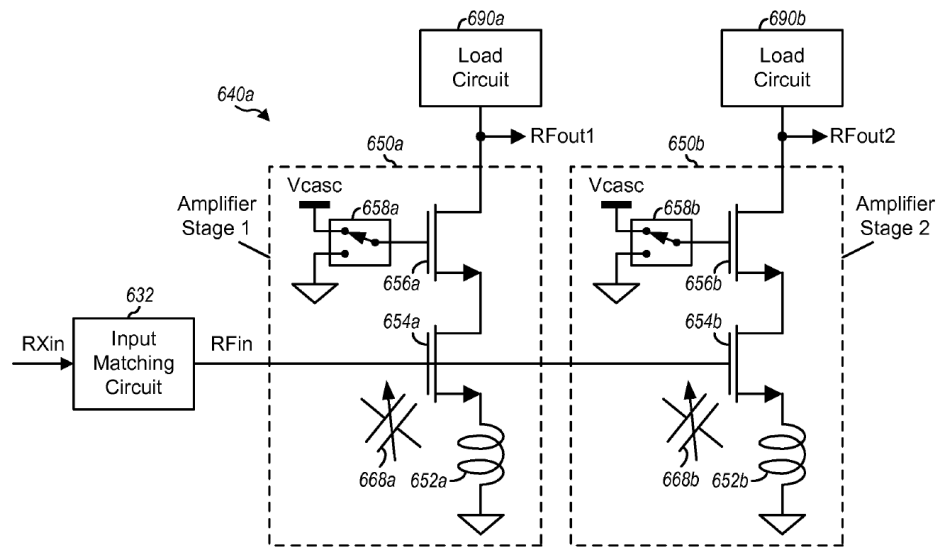 690a
690b
Load
Circuit
Load
Circuit
640a
RFout1
RFout2
650a
650b
Vcasc
Vcasc
658a
658b
Amplifier
Stage 1
Amplifier
Stage 2
656a
656b
632
654a
654b
RXin
Input
Matching
Circuit
RFin
668a
652a
668b
652b